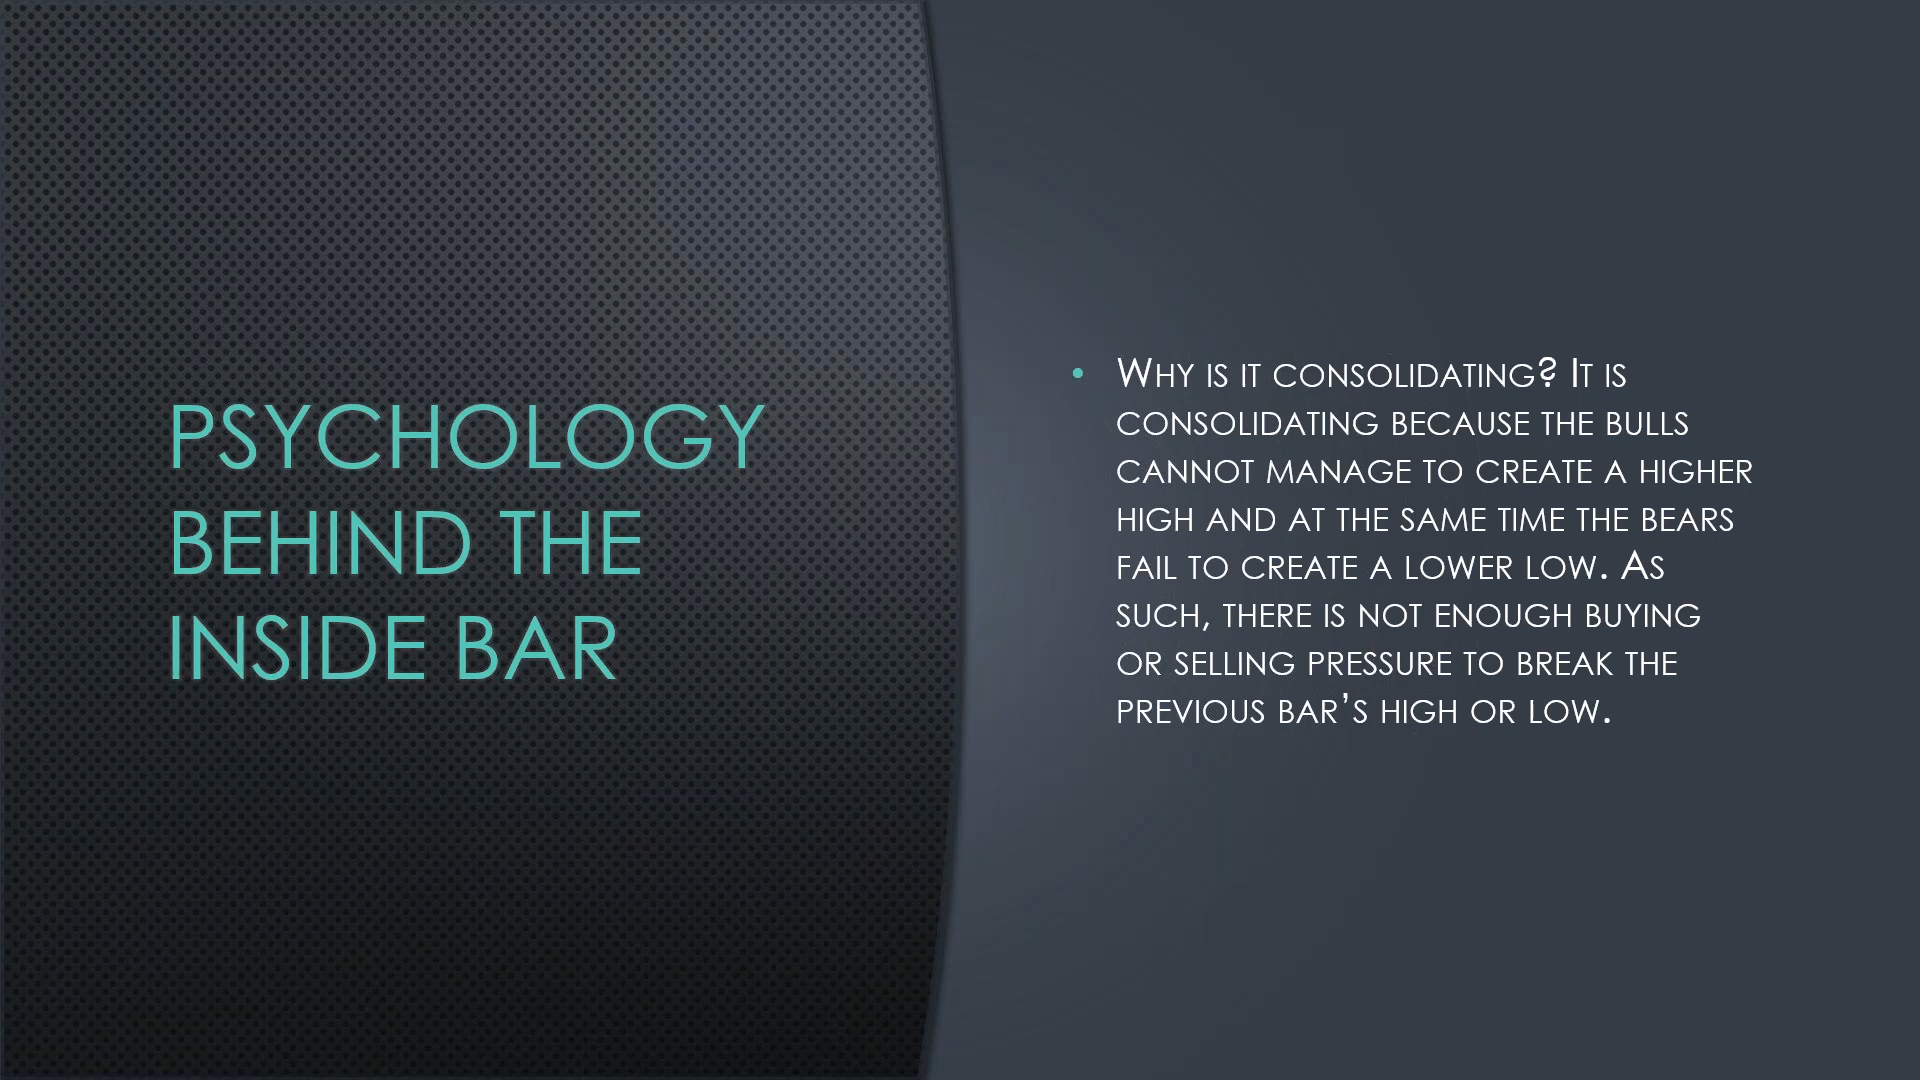 PSYCHOLOGY
BEHIND THE
INSIDE BAR
• Why is it consolidating? It is
consolidating because the bulls
cannot manage to create a higher
high and at the same time the bears
fail to create a lower low. As
such, there is not enough buying
or selling pressure to break the
previous bar’s high or low.